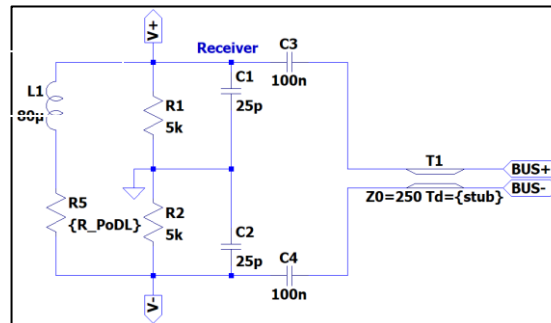 V+
Receiver
C3
100n
L1
80µ
C1
25p
R1
5k
T1
BUS+
BUS-
Z0=250 Td={stub}
R5
{R_PoDL}
R2
5k
C2
25p
C4
100n
V-